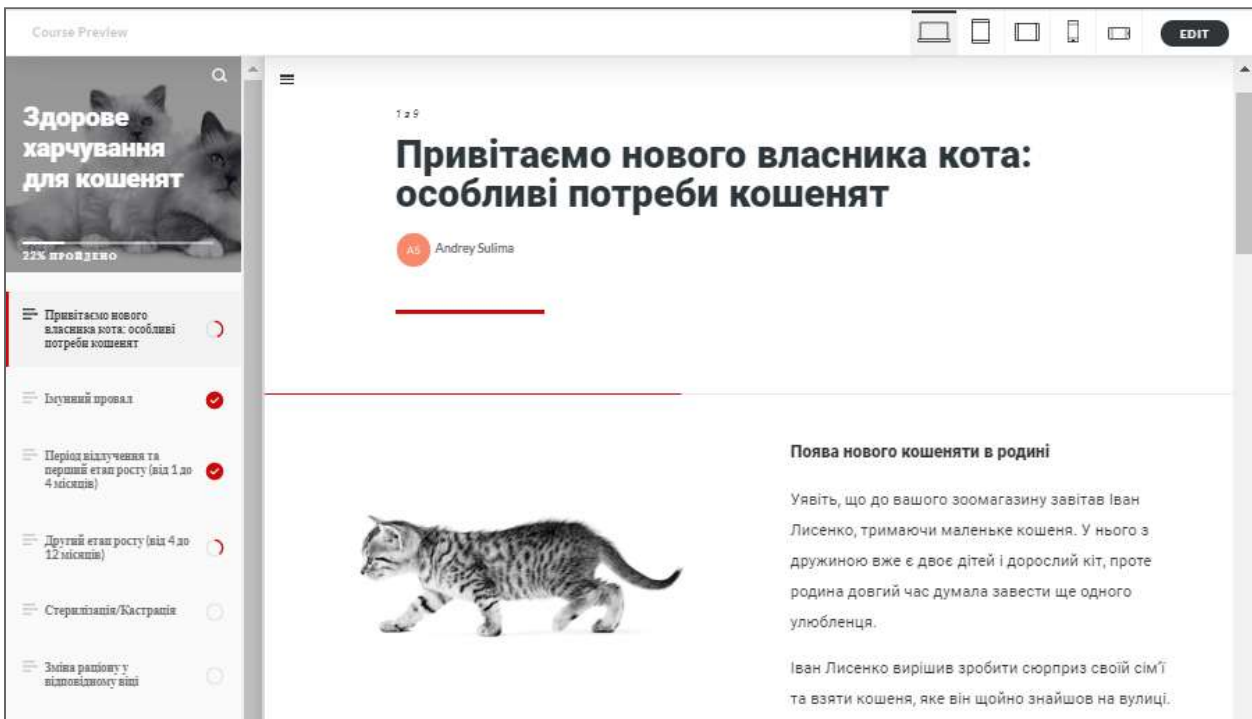 Course Preview
EDIT
Здорове
харчування
для кошенят
22% ПРОЙДЕНО
Привітаємо нового
власника кота: особливі
потреби кошенят
Імунний провал
Період відлучення та
перший етап росту (від 1 до
4 місяців)
Другий етап росту (від 4 до
12 місяців)
Стерилізація/Кастрація
Зміна раціону у
відповідному віці
1 з 9
Привітаємо нового власника кота:
особливі потреби кошенят
AS Andrey Sulima
Поява нового кошеняти в родині
Уявіть, що до вашого зоомагазину завітав Іван
Лисенко, тримаючи маленьке кошеня. У нього з
дружиною вже є двоє дітей і дорослий кіт, проте
родина довгий час думала завести ще одного
улюбленця.
Іван Лисенко вирішив зробити сюрприз своїй сім’ї
та взяти кошеня, яке він щойно знайшов на вулиці.